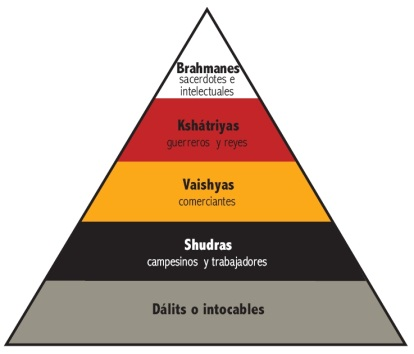 Brahmanes
sacerdotes e
intelectuales
Kshátriyas
guerreros y reyes
Vaishyas
comerciantes
Shudras
campesinos y trabajadores
Dálits o intocables